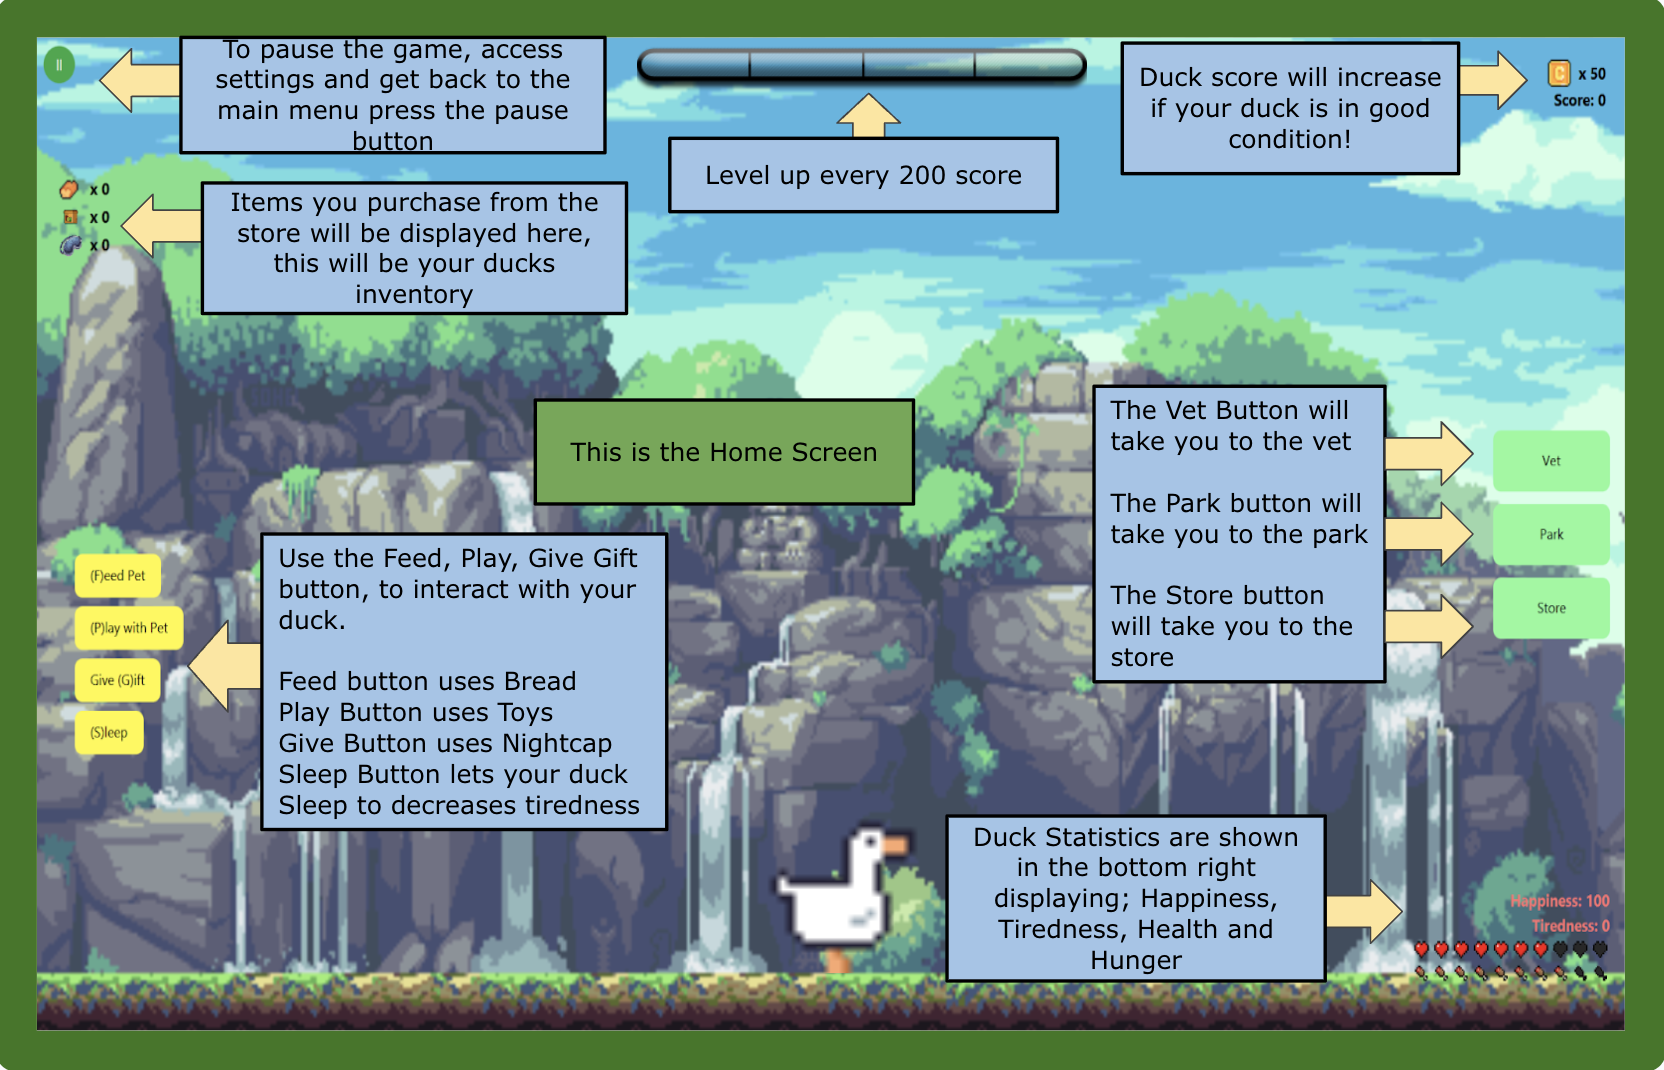 To pause the game, access
settings and get back to the
main menu press the pause
button
Level up every 200 score
Duck score will increase
if your duck is in good
condition!
C x 50
Score: 0
x 0
x 0
x 0
Items you purchase from the
store will be displayed here,
this will be your ducks
inventory
This is the Home Screen
The Vet Button will
take you to the vet
The Park button will
take you to the park
The Store button
will take you to the
store
Vet
Park
Store
(F)eed Pet
(P)lay with Pet
Give (G)ift
(S)leep
Use the Feed, Play, Give Gift
button, to interact with your
duck.
Feed button uses Bread
Play Button uses Toys
Give Button uses Nightcap
Sleep Button lets your duck
Sleep to decreases tiredness
Duck Statistics are shown
in the bottom right
displaying; Happiness,
Tiredness, Health and
Hunger
Happiness: 100
Tiredness: 0